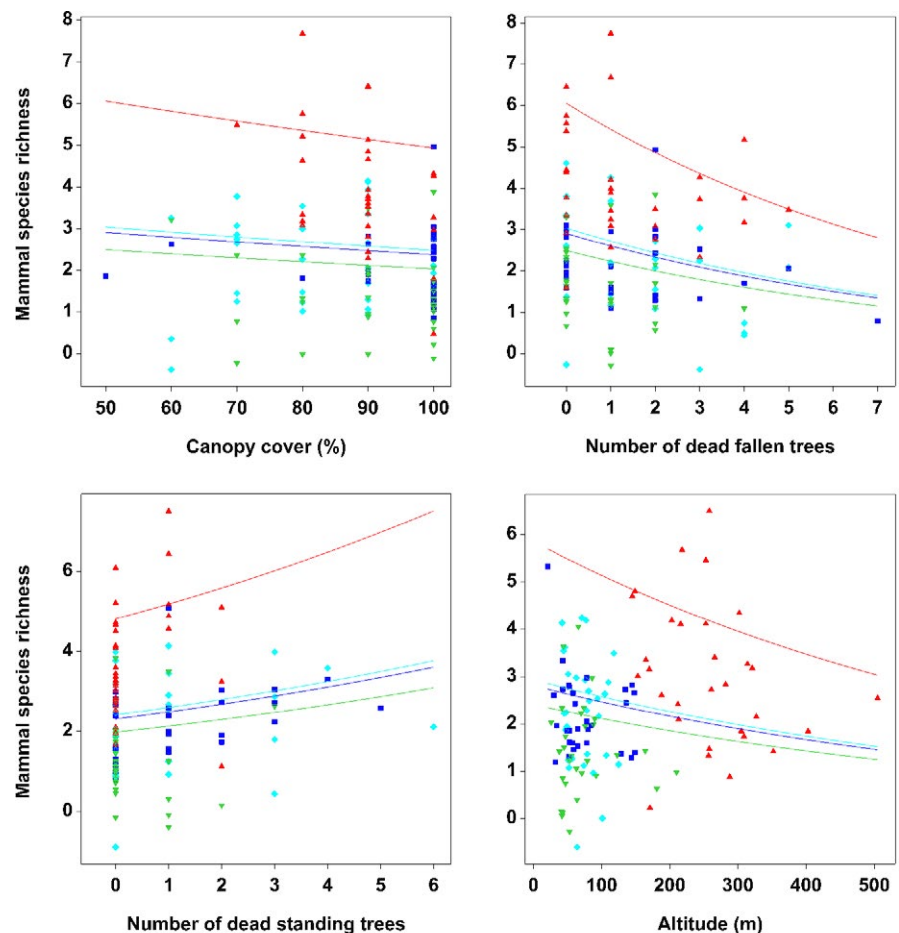 8
7
6
5
4
3
2
1
0
Mammal species richness
50 60 70 80 90 100
Canopy cover (%)
8
7
6
5
4
3
2
1
0
0 1 2 3 4 5 6 7
Number of dead fallen trees
6
4
2
0
Mammal species richness
0 1 2 3 4 5 6
Number of dead standing trees
6
5
4
3
2
1
0
0 100 200 300 400 500
Altitude (m)